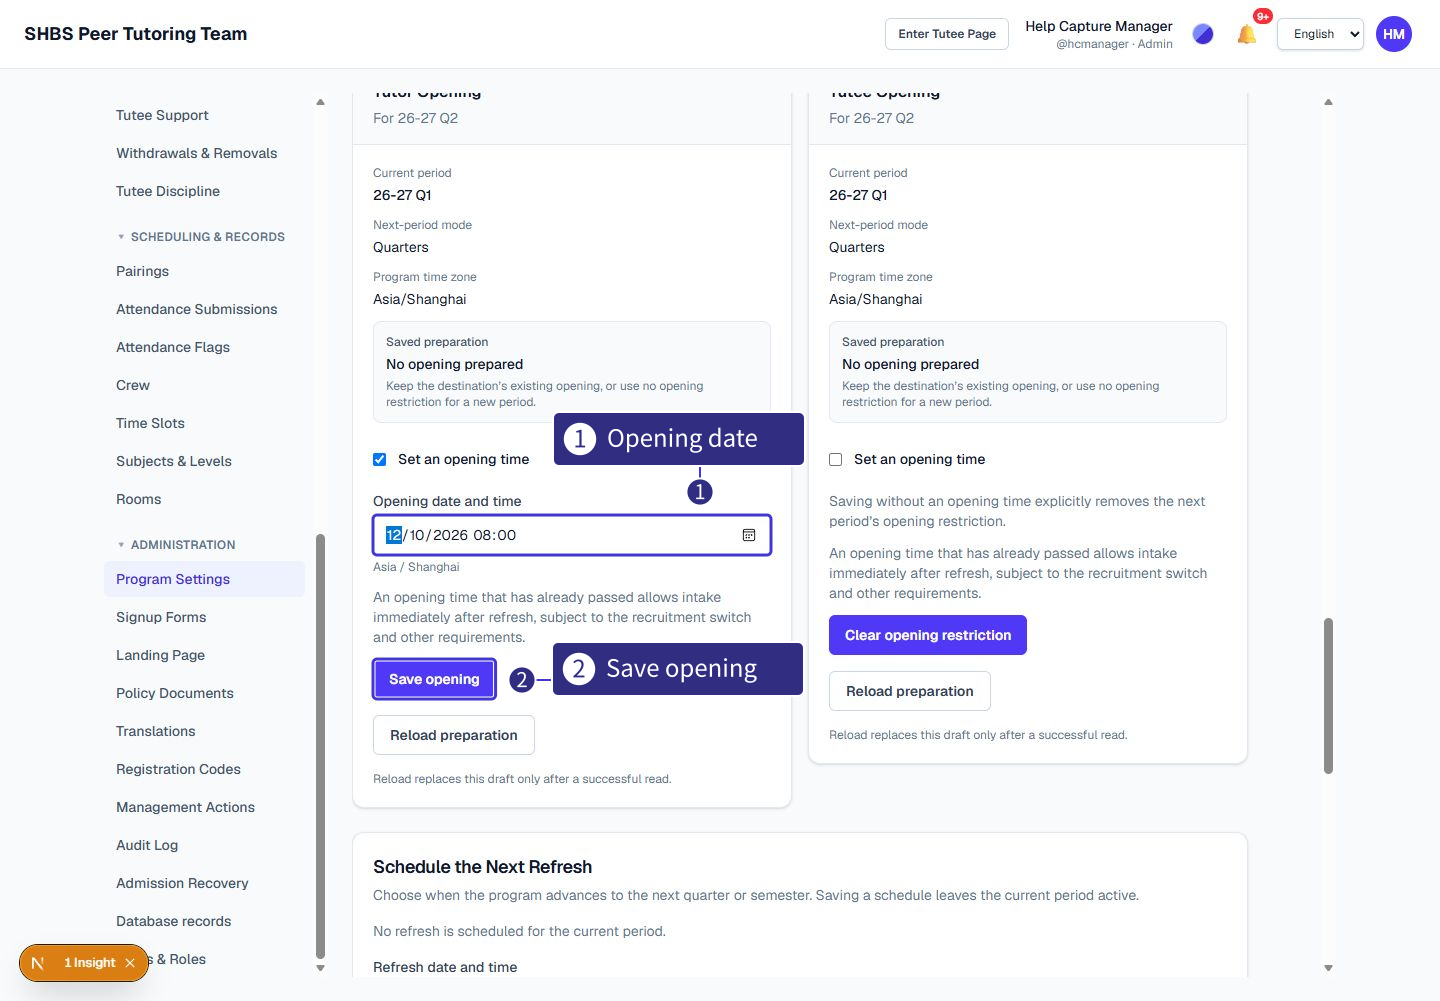 SHBS Peer Tutoring Team
Enter Tutee Page
Help Capture Manager
@hcmanager · Admin
9+
English
HM
Tutee Support
Withdrawals & Removals
Tutee Discipline
SCHEDULING & RECORDS
Pairings
Attendance Submissions
Attendance Flags
Crew
Time Slots
Subjects & Levels
Rooms
ADMINISTRATION
Program Settings
Signup Forms
Landing Page
Policy Documents
Translations
Registration Codes
Management Actions
Audit Log
Admission Recovery
Database records
& Roles
1 Insight
Tutor Opening
For 26-27 Q2
Current period
26-27 Q1
Next-period mode
Quarters
Program time zone
Asia/Shanghai
Saved preparation
No opening prepared
Keep the destination's existing opening, or use no opening
restriction for a new period.
1 Opening date
Set an opening time
1
Opening date and time
12/10/2026 08:00
Asia / Shanghai
An opening time that has already passed allows intake
immediately after refresh, subject to the recruitment switch
and other requirements.
Save opening
2
2 Save opening
Reload preparation
Reload replaces this draft only after a successful read.
Tutee Opening
For 26-27 Q2
Current period
26-27 Q1
Next-period mode
Quarters
Program time zone
Asia/Shanghai
Saved preparation
No opening prepared
Keep the destination's existing opening, or use no opening
restriction for a new period.
Set an opening time
Saving without an opening time explicitly removes the next
period's opening restriction.
An opening time that has already passed allows intake
immediately after refresh, subject to the recruitment switch
and other requirements.
Clear opening restriction
Reload preparation
Reload replaces this draft only after a successful read.
Schedule the Next Refresh
Choose when the program advances to the next quarter or semester. Saving a schedule leaves the current period active.
No refresh is scheduled for the current period.
Refresh date and time